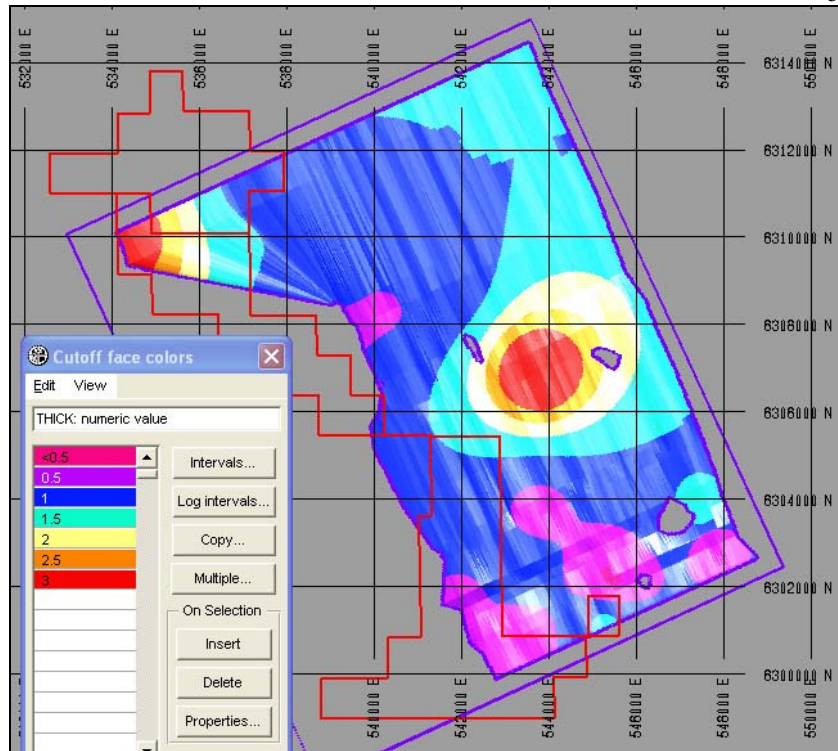 532000 E
534000 E
536000 E
538000 E
540000 E
542000 E
544000 E
546000 E
548000 E
6314000 N
6312000 N
6310000 N
6308000 N
6306000 N
6304000 N
6302000 N
6300000 N
Cutoff face colors
Edit View
THICK: numeric value
<0.5
0.5
1
1.5
2
2.5
3
Intervals...
Log intervals...
Copy...
Multiple...
On Selection
Insert
Delete
Properties...
540000 E
542000 E
544000 E
546000 E
548000 E